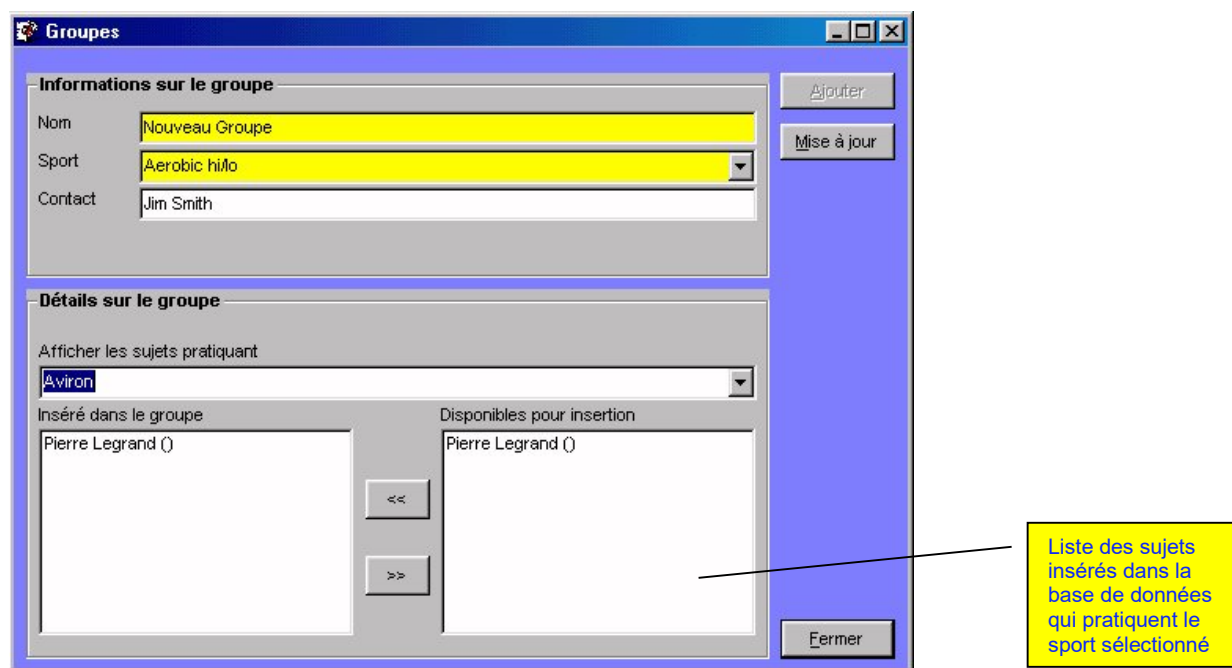 Groupes
Informations sur le groupe
Ajouter
Nom
Nouveau Groupe
Mise à jour
Sport
Aerobic hi/lo
Contact
Jim Smith
Détails sur le groupe
Afficher les sujets pratiquant
Aviron
Inséré dans le groupe
Disponibles pour insertion
Pierre Legrand ()
Pierre Legrand ()
<<
>>
Fermer
Liste des sujets
insérés dans la
base de données
qui pratiquent le
sport sélectionné